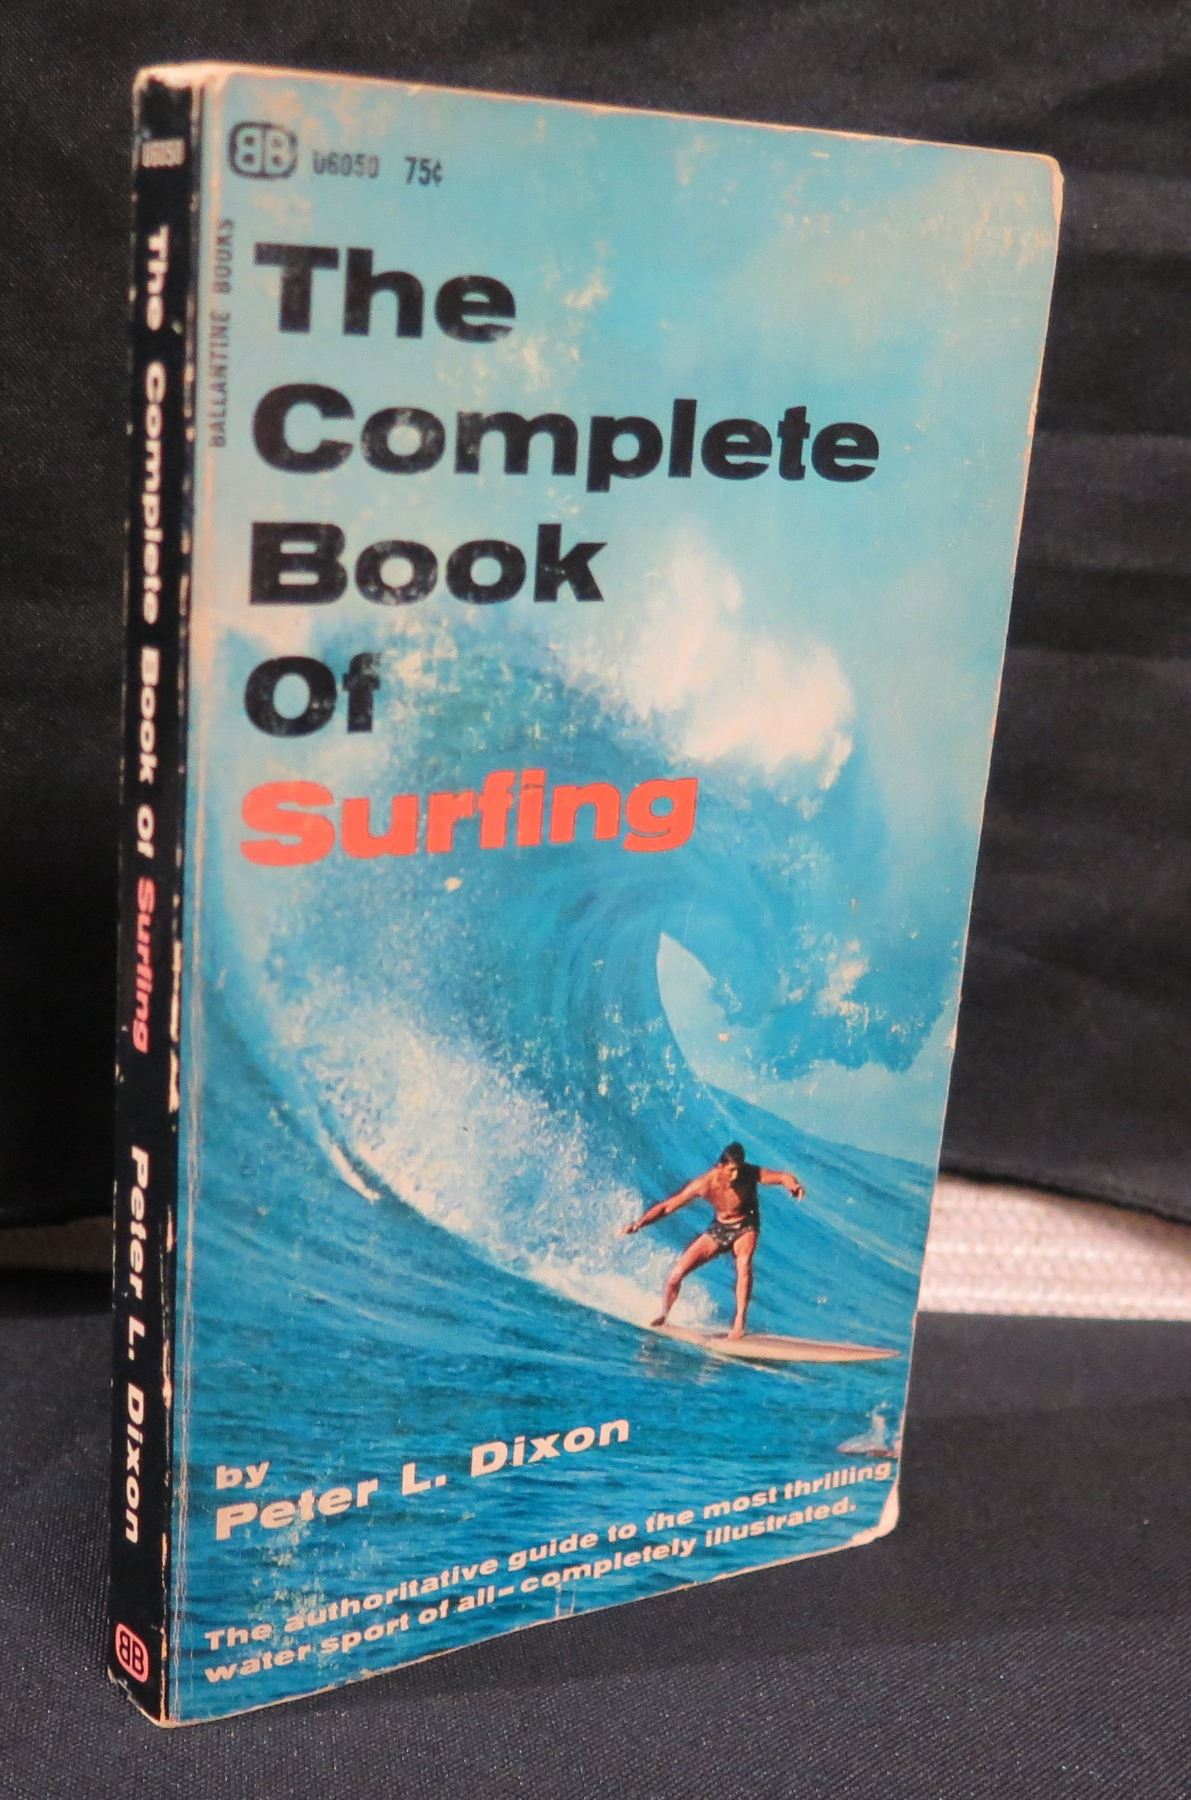 U6050
The Complete Book Of Surfing Peter L. Dixon
BB
BB U6050 75¢
BALLANTINE BOOKS
The
Complete
Book
Of
Surfing
by
Peter L. Dixon
The authoritative guide to the most thrilling
water sport of all—completely illustrated.